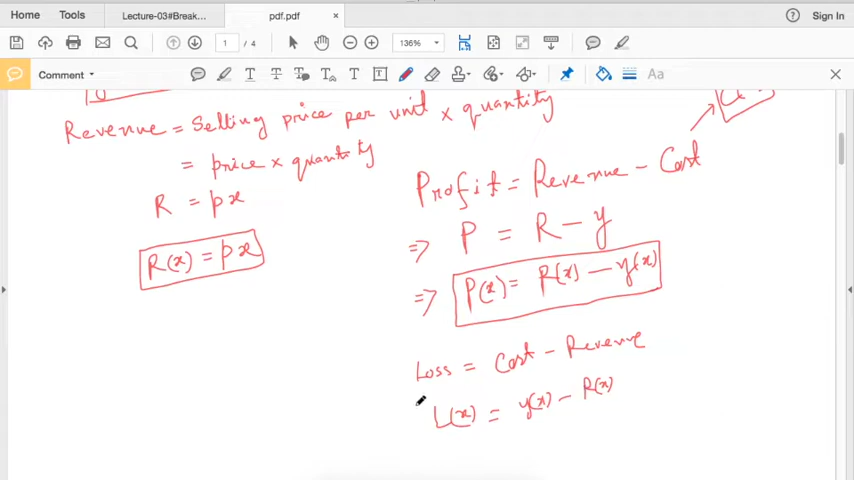 Home Tools Lecture-03#Break... pdf.pdf × ? Sign In
1 / 4 136%
Comment Aa
Revenue = Selling price per unit × quantity
= price × quantity
R = px
R(x) = px
Profit = Revenue - Cost
⇒ P = R - y
⇒ P(x) = R(x) - y(x)
Loss = Cost - Revenue
L(x) = y(x) - R(x)